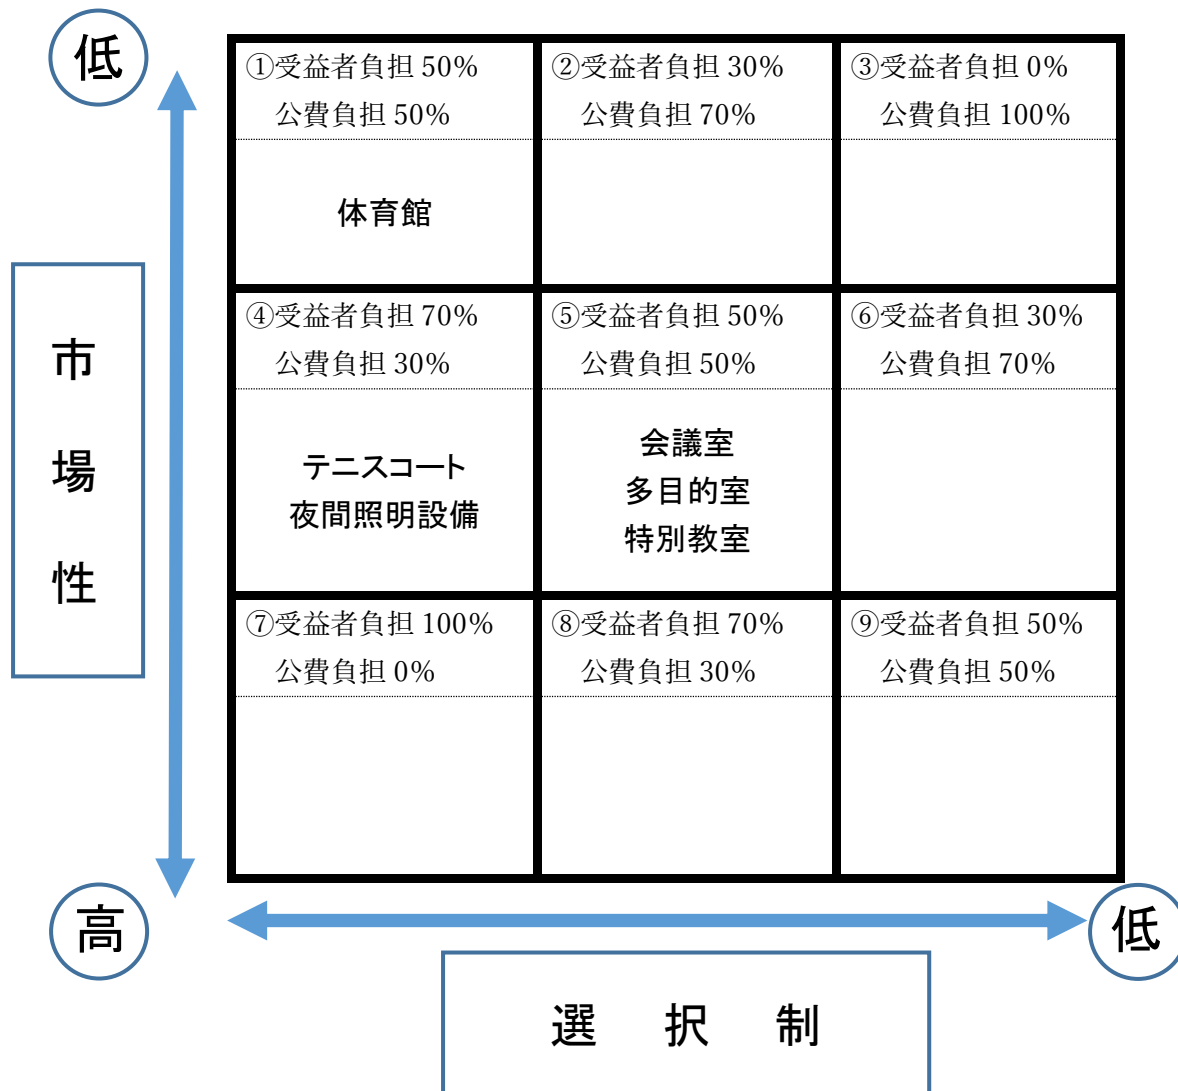 低
①受益者負担 50%
公費負担 50%
体育館
②受益者負担 30%
公費負担 70%
③受益者負担 0%
公費負担 100%
市
場
性
④受益者負担 70%
公費負担 30%
テニスコート
夜間照明設備
⑤受益者負担 50%
公費負担 50%
会議室
多目的室
特別教室
⑥受益者負担 30%
公費負担 70%
⑦受益者負担 100%
公費負担 0%
⑧受益者負担 70%
公費負担 30%
⑨受益者負担 50%
公費負担 50%
高
低
選 択 制